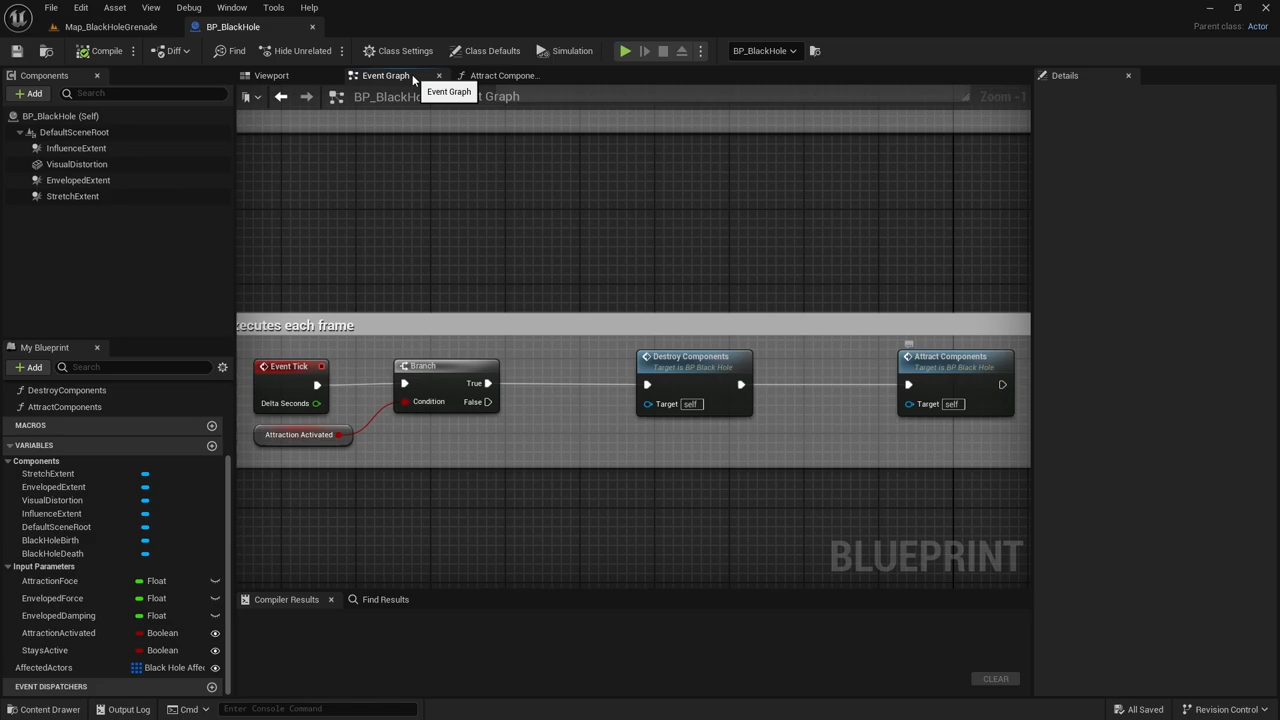 File Edit Asset View Debug Window Tools Help
Map_BlackHoleGrenade BP_BlackHole Parent class: Actor
Compile Diff Find Hide Unrelated Class Settings Class Defaults Simulation BP_BlackHole
Components Viewport Event Graph Attract Compone... Details
Add Search Event Graph BP_BlackHo Graph Zoom -1
BP_BlackHole (Self)
DefaultSceneRoot
InfluenceExtent
VisualDistortion
EnvelopedExtent
StretchExtent
ecutes each frame
Event Tick
Delta Seconds
Attraction Activated
Branch
True
Condition False
Destroy Components
Target is BP Black Hole
Target self
Attract Components
Target is BP Black Hole
Target self
BLUEPRINT
My Blueprint
Add Search
DestroyComponents
AttractComponents
MACROS
VARIABLES
Components
StretchExtent
EnvelopedExtent
VisualDistortion
InfluenceExtent
DefaultSceneRoot
BlackHoleBirth
BlackHoleDeath
Input Parameters
AttractionFoce Float
EnvelopedForce Float
EnvelopedDamping Float
AttractionActivated Boolean
StaysActive Boolean
AffectedActors Black Hole Affec
EVENT DISPATCHERS
Compiler Results Find Results
CLEAR
Content Drawer Output Log Cmd Enter Console Command All Saved Revision Control